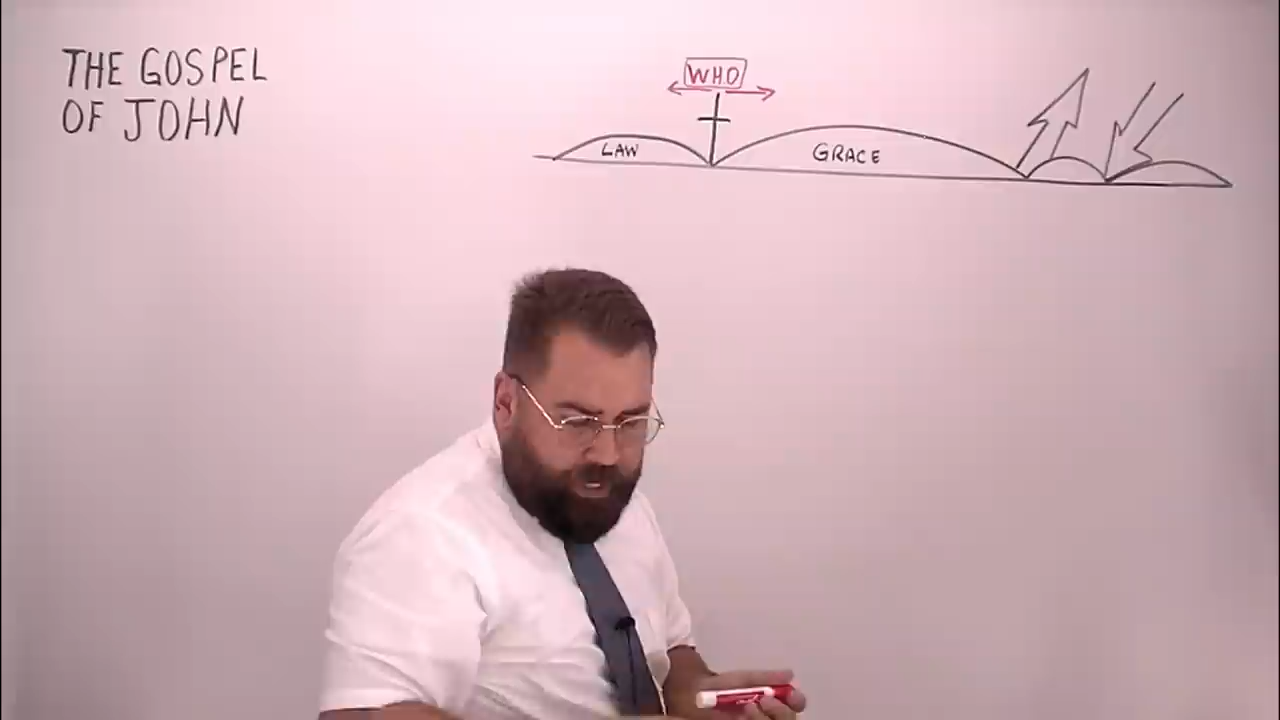 THE GOSPEL
OF JOHN
WHO
LAW
GRACE